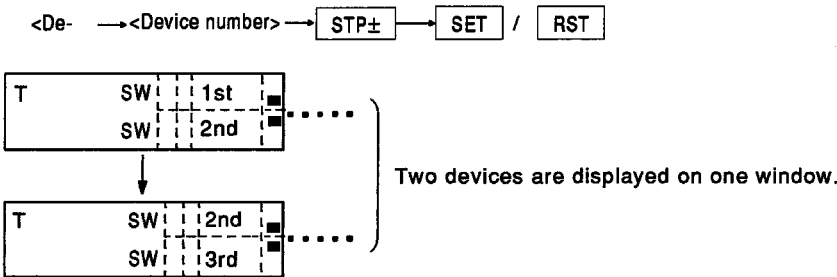 <De- → <Device number> → STP± → SET / RST
T SW 1st
SW 2nd
Two devices are displayed on one window.
T SW 2nd
SW 3rd